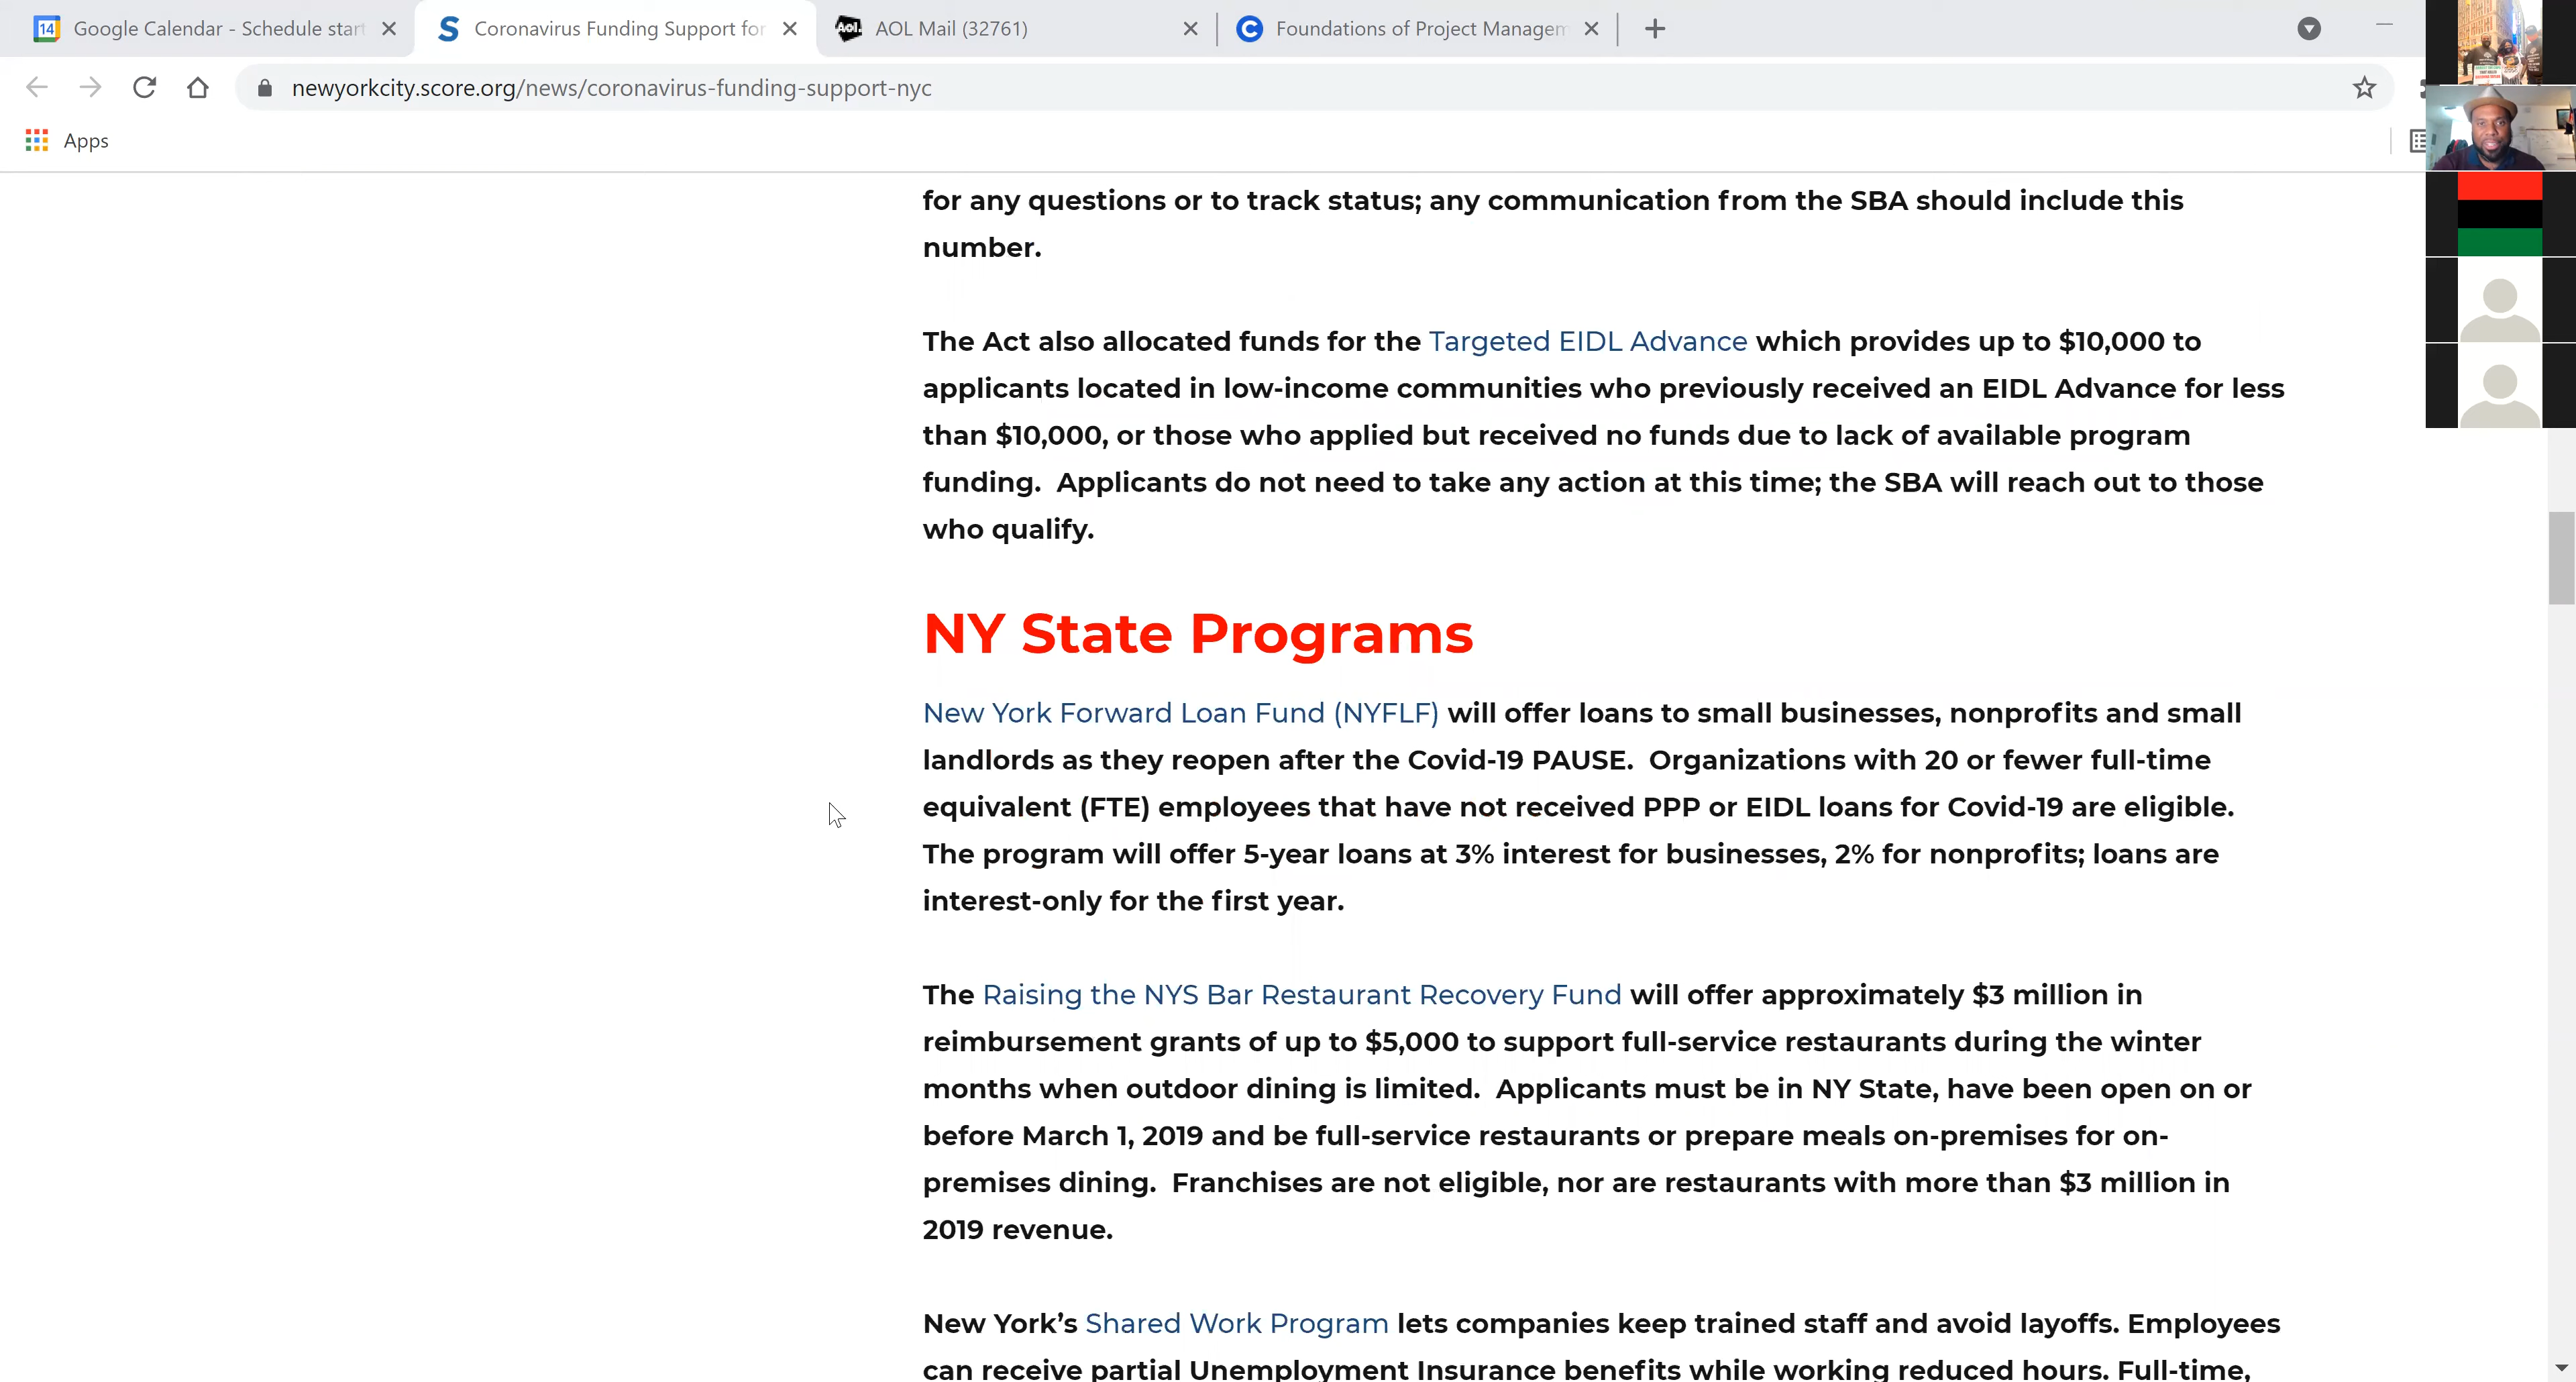 14
Google Calendar - Schedule start
Coronavirus Funding Support for
Aol.
AOL Mail (32761)
Foundations of Project Managem
newyorkcity.score.org/news/coronavirus-funding-support-nyc
Apps
for any questions or to track status; any communication from the SBA should include this
number.
The Act also allocated funds for the Targeted EIDL Advance which provides up to $10,000 to
applicants located in low-income communities who previously received an EIDL Advance for less
than $10,000, or those who applied but received no funds due to lack of available program
funding.  Applicants do not need to take any action at this time; the SBA will reach out to those
who qualify.
NY State Programs
New York Forward Loan Fund (NYFLF) will offer loans to small businesses, nonprofits and small
landlords as they reopen after the Covid-19 PAUSE.  Organizations with 20 or fewer full-time
equivalent (FTE) employees that have not received PPP or EIDL loans for Covid-19 are eligible.
The program will offer 5-year loans at 3% interest for businesses, 2% for nonprofits; loans are
interest-only for the first year.
The Raising the NYS Bar Restaurant Recovery Fund will offer approximately $3 million in
reimbursement grants of up to $5,000 to support full-service restaurants during the winter
months when outdoor dining is limited.  Applicants must be in NY State, have been open on or
before March 1, 2019 and be full-service restaurants or prepare meals on-premises for on-
premises dining.  Franchises are not eligible, nor are restaurants with more than $3 million in
2019 revenue.
New York’s Shared Work Program lets companies keep trained staff and avoid layoffs. Employees
can receive partial Unemployment Insurance benefits while working reduced hours. Full-time,